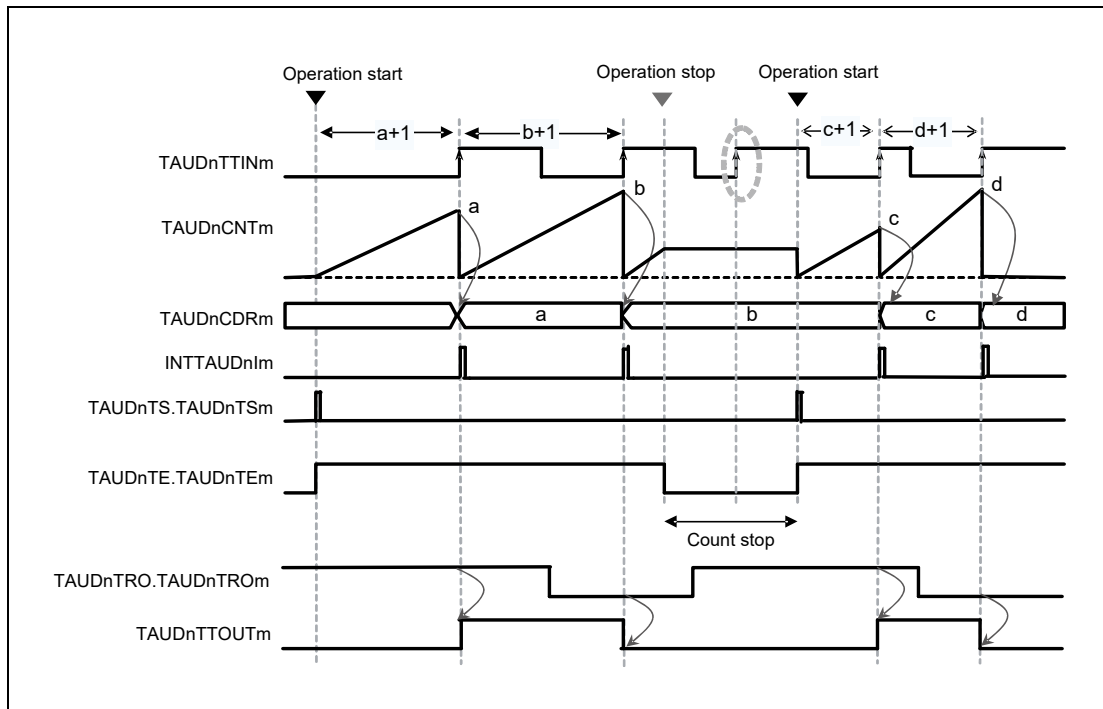 Operation start
Operation stop
Operation start
a+1
b+1
c+1
d+1
TAUDnTTINm
TAUDnCNTm
a
b
c
d
TAUDnCDRm
a
b
c
d
INTTAUDnIm
TAUDnTS.TAUDnTSm
TAUDnTE.TAUDnTEm
Count stop
TAUDnTRO.TAUDnTROm
TAUDnTTOUTm